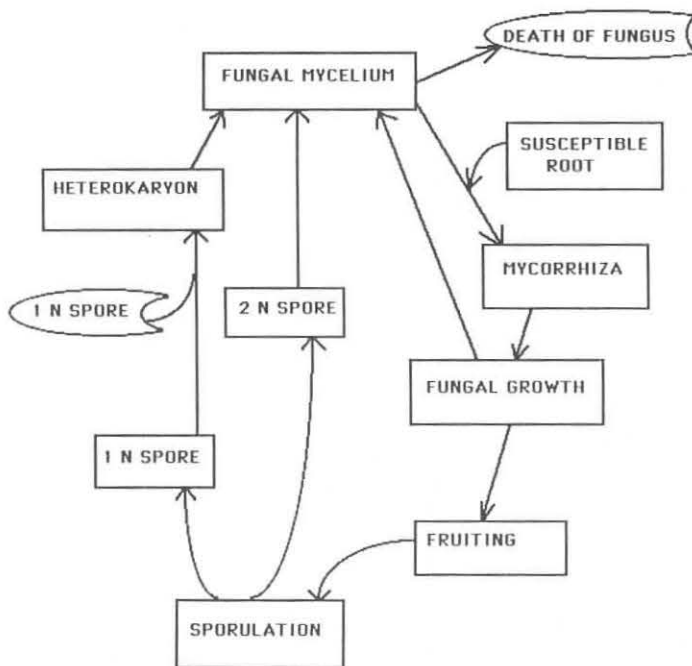 DEATH OF FUNGUS
FUNGAL MYCELIUM
SUSCEPTIBLE
ROOT
HETEROKARYON
MYCORRHIZA
1 N SPORE
2 N SPORE
FUNGAL GROWTH
1 N SPORE
FRUITING
SPORULATION